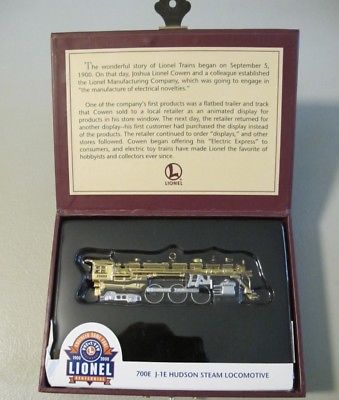 The wonderful story of Lionel Trains began on September 5,
1900. On that day, Joshua Lionel Cowen and a colleague established
the Lionel Manufacturing Company, which was going to engage in
"the manufacture of electrical novelties."
One of the company's first products was a flatbed trailer and track
that Cowen sold to a local retailer as an animated display for
products in his store window. The next day, the retailer returned for
another display–his first customer had purchased the display instead
of the products. The retailer continued to order "displays," and other
stores followed. Cowen began offering his "Electric Express" to
consumers, and electric toy trains have made Lionel the favorite of
hobbyists and collectors ever since.
L
LIONEL
1900
2000
LIONEL
CENTENNIAL
700E J-1E HUDSON STEAM LOCOMOTIVE